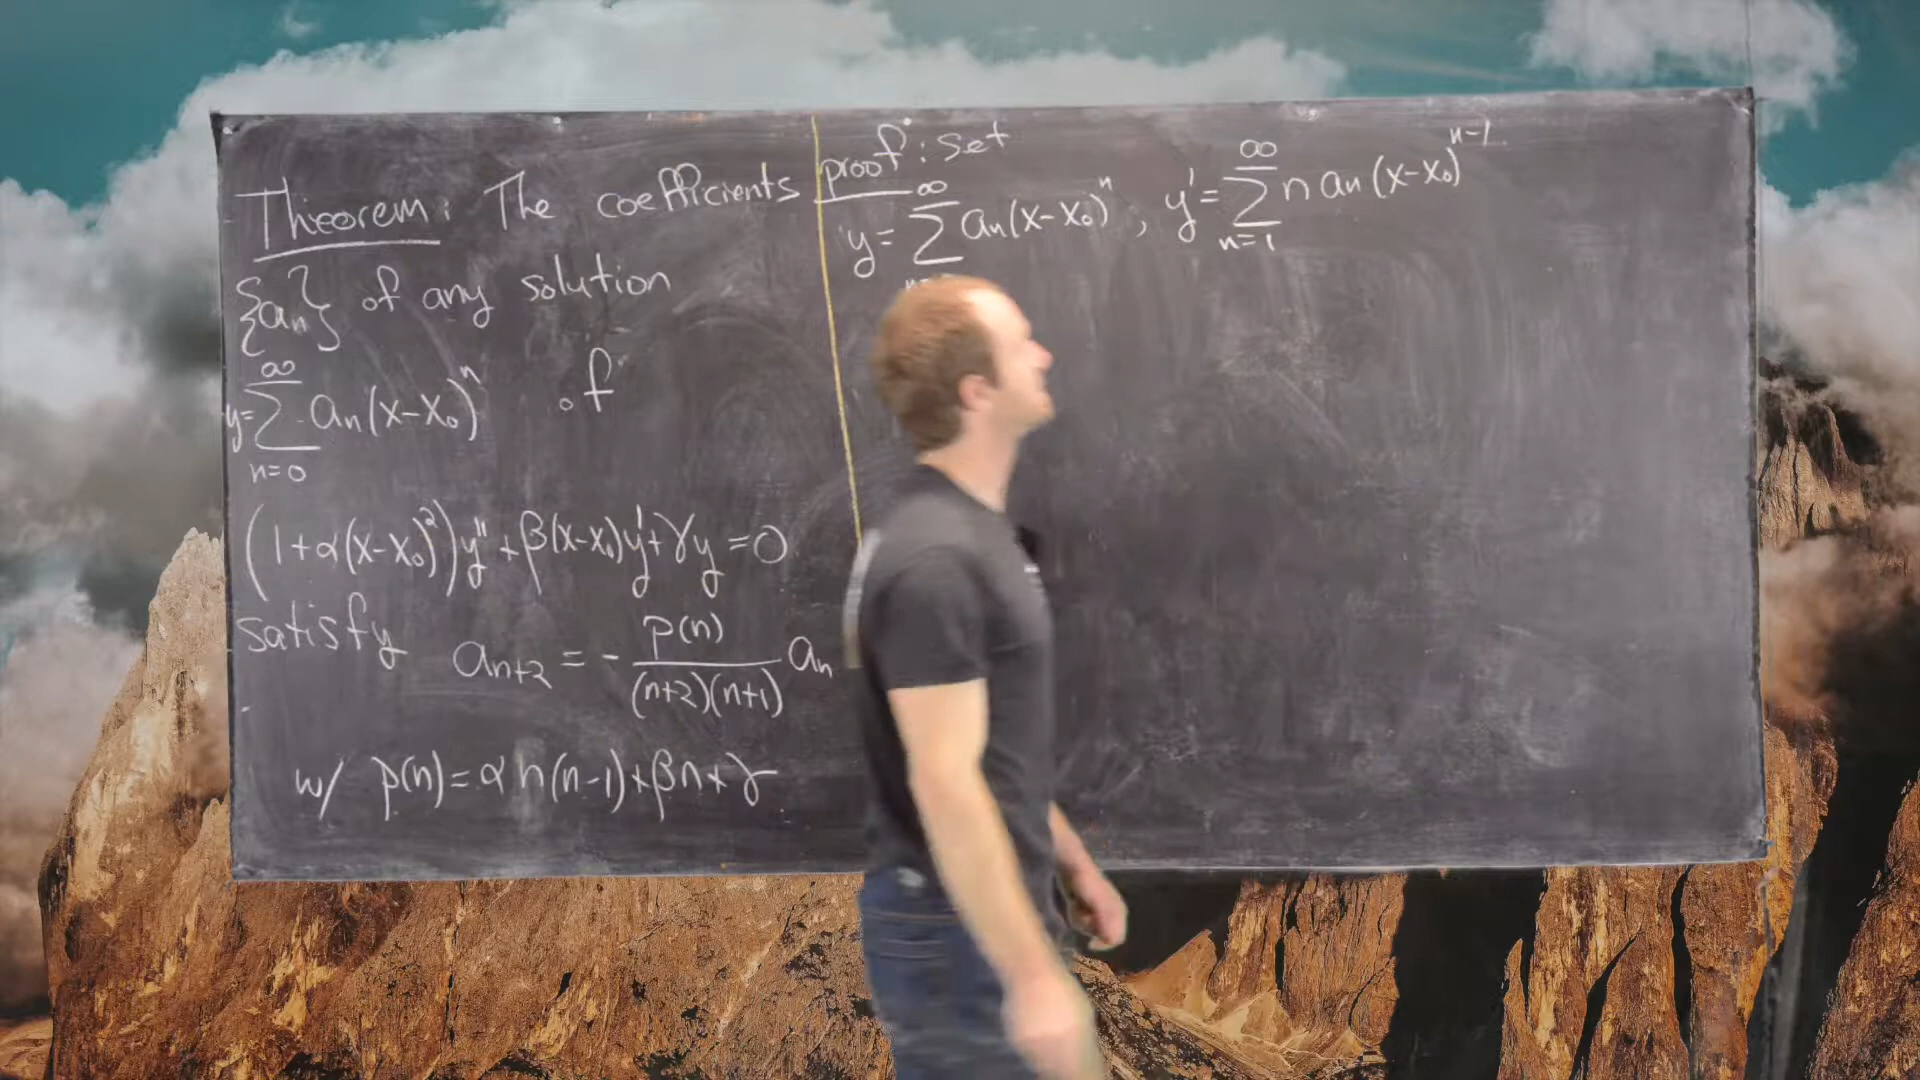 Theorem: The coefficients
{an} of any solution
∞
y=∑ an(x-x₀)ⁿ of
n=0
(1+α(x-x₀)²)y''+β(x-x₀)y'+γy=0
satisfy an+2 = - p(n)/((n+2)(n+1)) an
w/ p(n)=αn(n-1)+βn+γ
proof: set
∞ ∞
y=∑ an(x-x₀)ⁿ, y'=∑ n an(x-x₀)ⁿ⁻¹
n=1